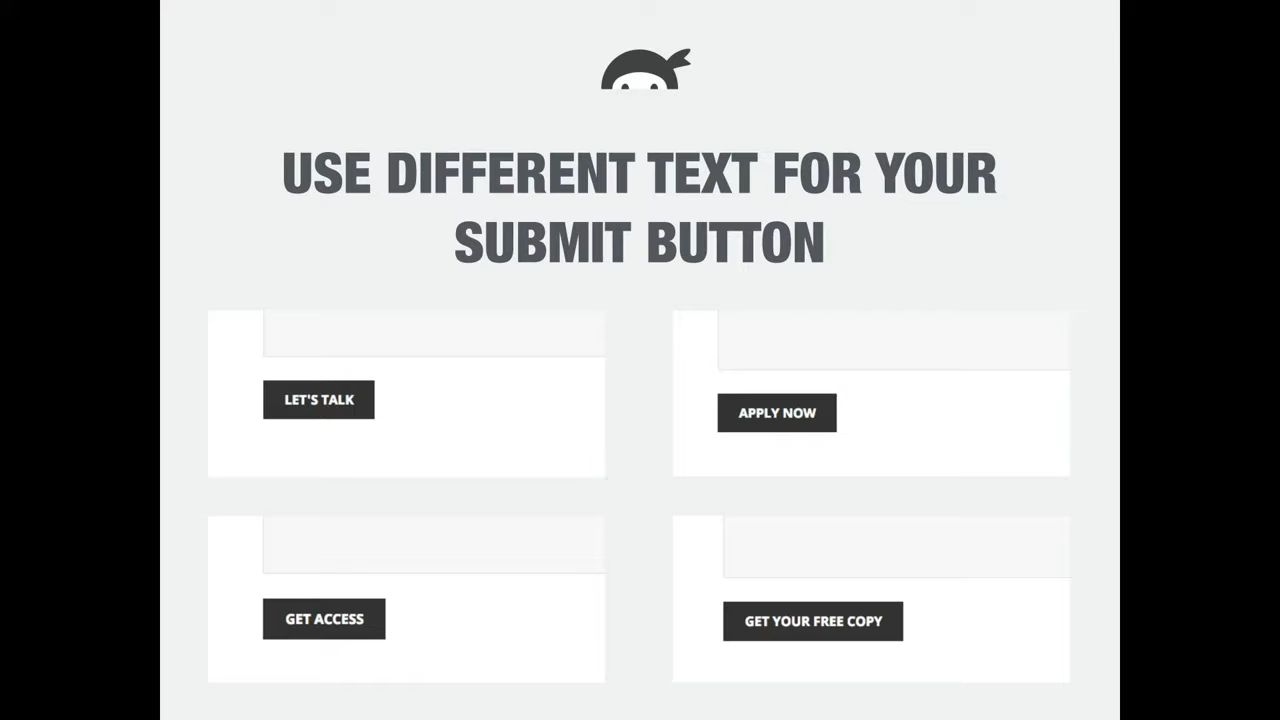 USE DIFFERENT TEXT FOR YOUR
SUBMIT BUTTON
LET'S TALK
APPLY NOW
GET ACCESS
GET YOUR FREE COPY